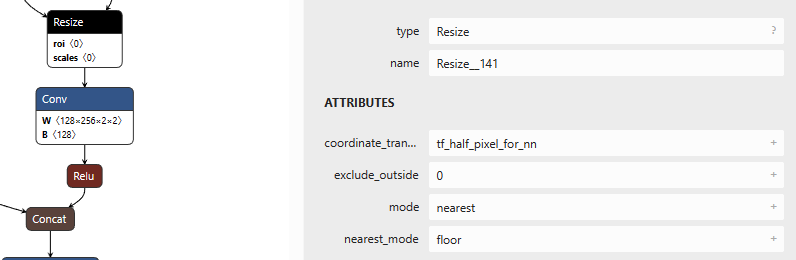 Resize
roi ⟨0⟩
scales ⟨0⟩
Conv
W ⟨128×256×2×2⟩
B ⟨128⟩
Relu
Concat
type Resize ?
name Resize__141
ATTRIBUTES
coordinate_tran... tf_half_pixel_for_nn +
exclude_outside 0 +
mode nearest +
nearest_mode floor +